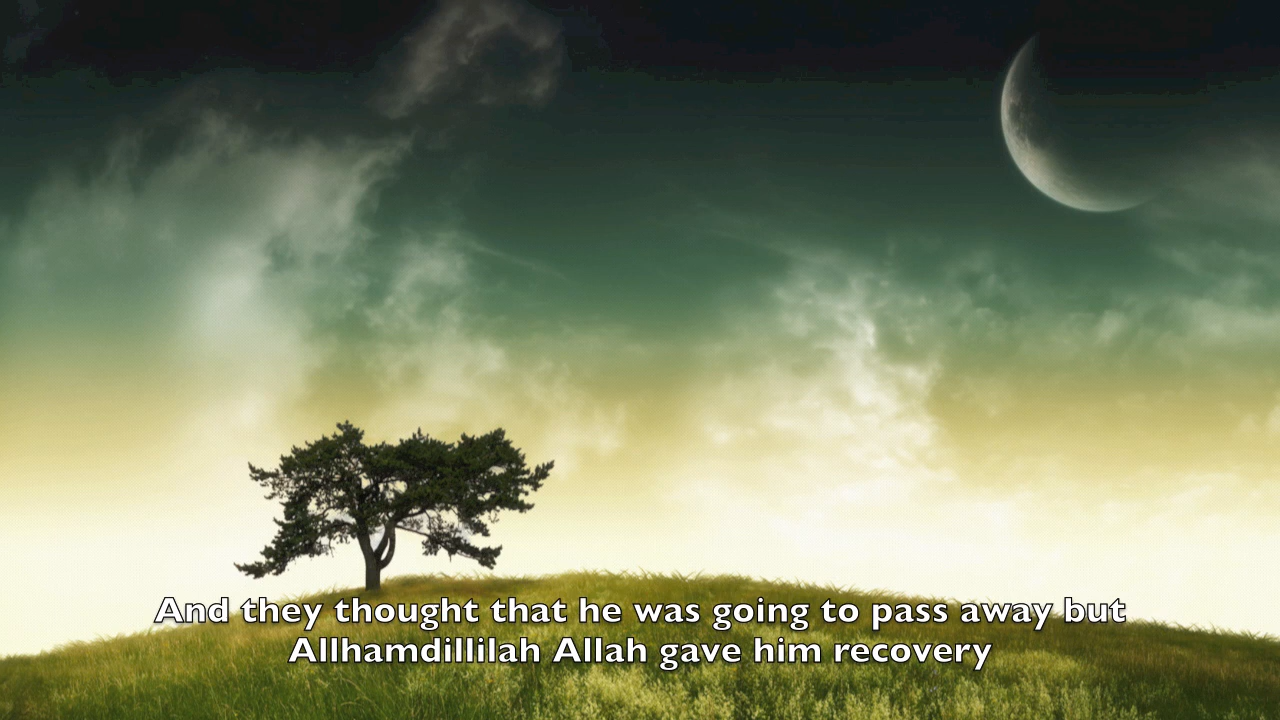 And they thought that he was going to pass away but
Allhamdillilah Allah gave him recovery